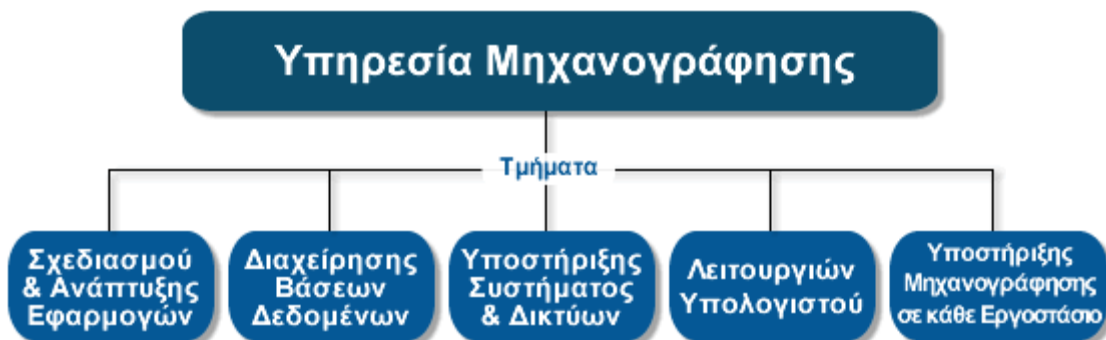 Υπηρεσία Μηχανογράφησης
Τμήματα
Σχεδιασμού
& Ανάπτυξης
Εφαρμογών
Διαχείρησης
Βάσεων
Δεδομένων
Υποστήριξης
Συστήματος
& Δικτύων
Λειτουργιών
Υπολογιστού
Υποστήριξης
Μηχανογράφησης
σε κάθε Εργοστάσιο